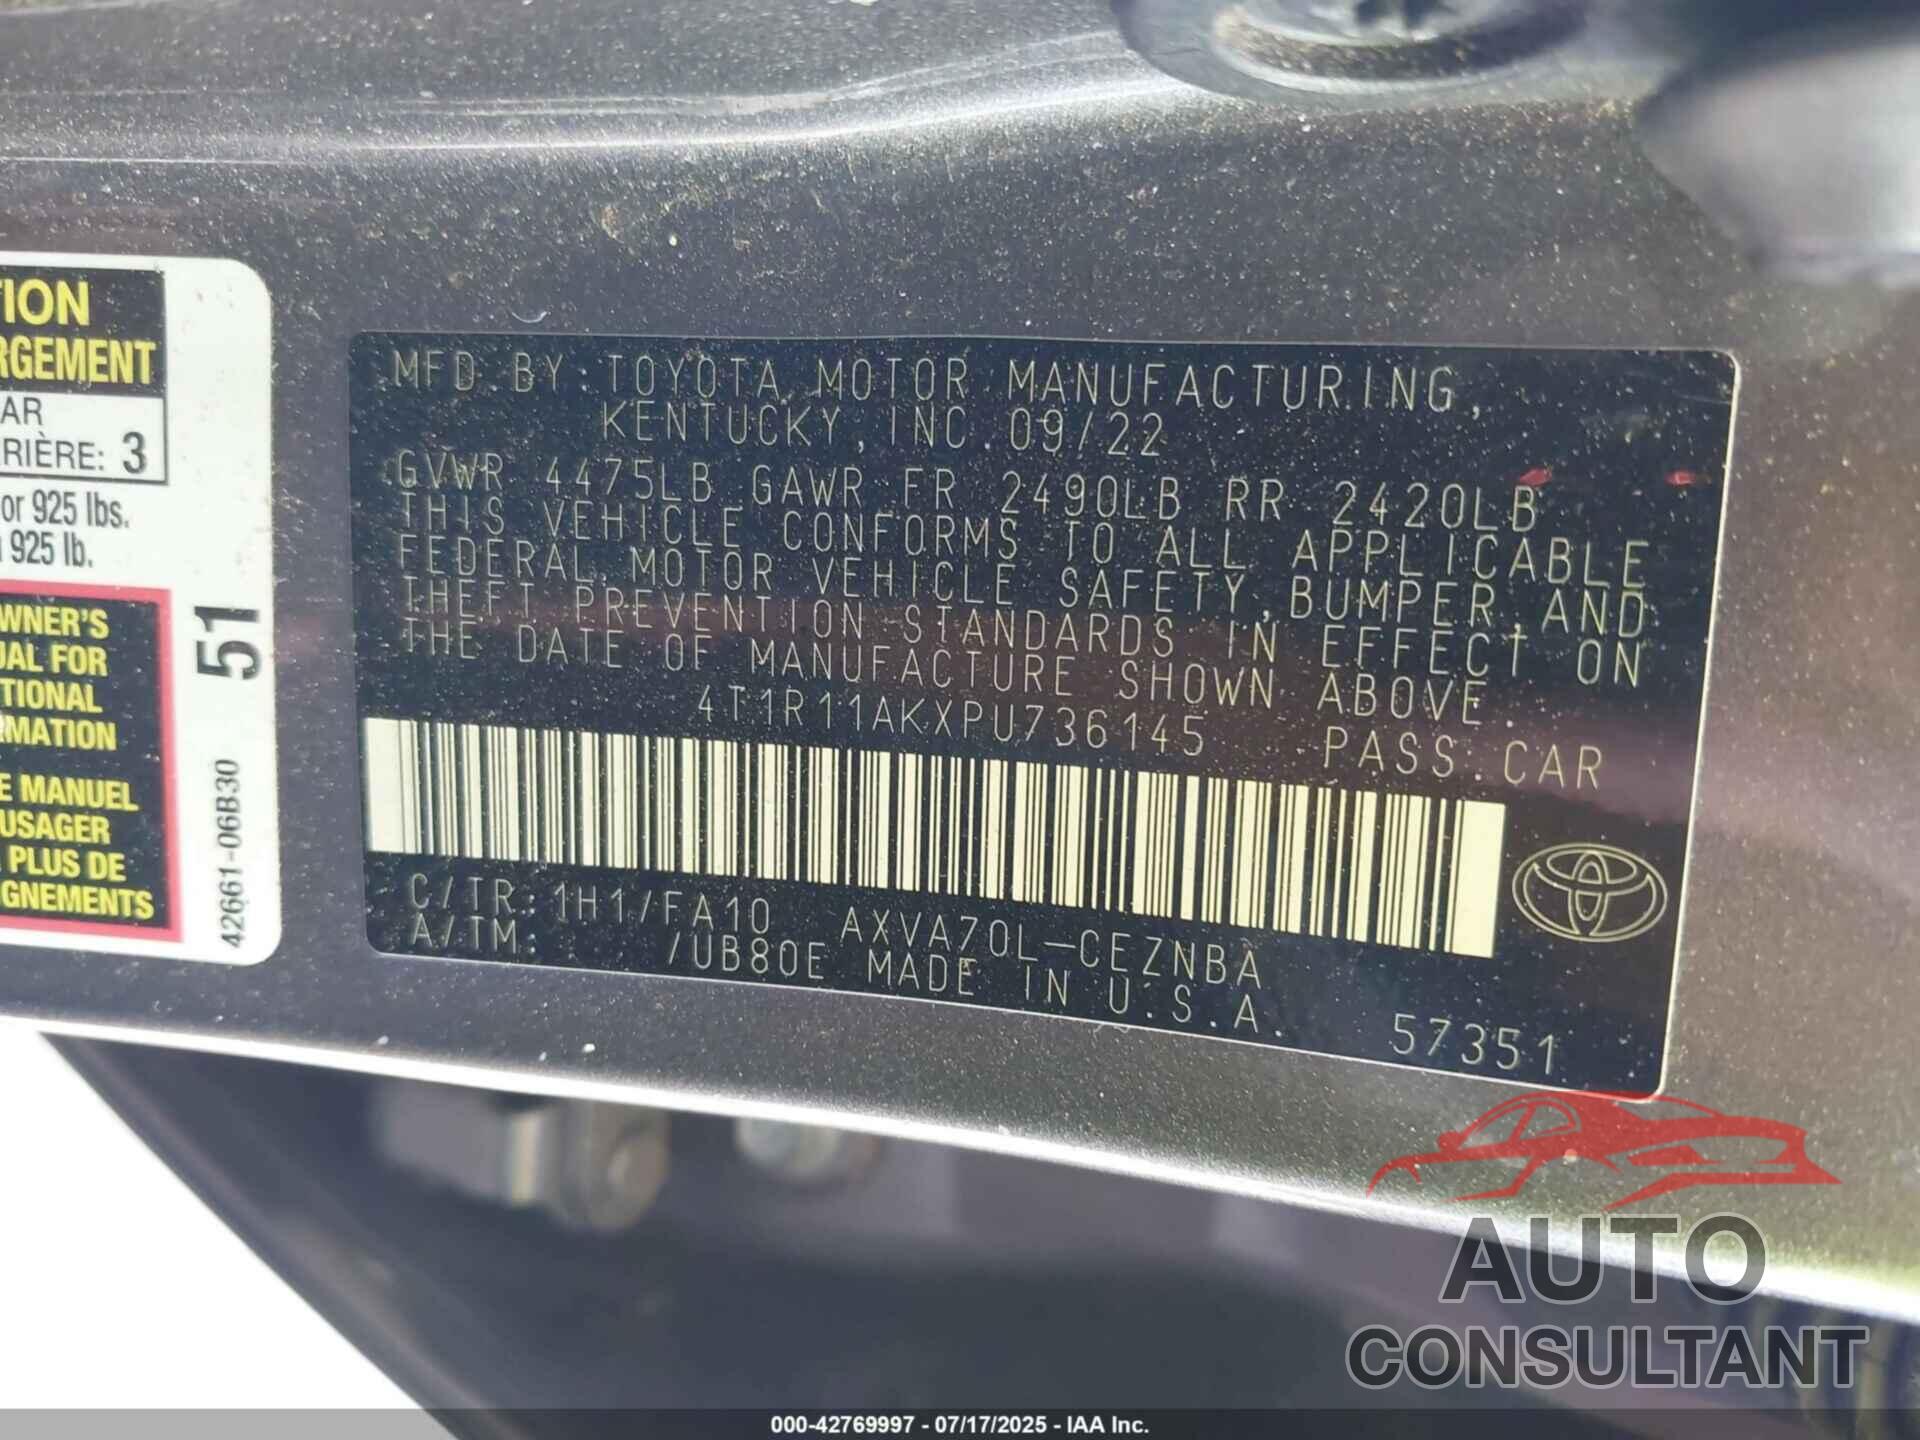 TION
RGEMENT
AR
RIÈRE: 3
or 925 lbs.
925 lb.
WNER'S
UAL FOR
TIONAL
RMATION
E MANUEL
USAGER
PLUS DE
IGNEMENTS
51
42661-06B30
MFD. BY: TOYOTA MOTOR MANUFACTURING,
KENTUCKY, INC. 09/22
GVWR 4475LB GAWR FR 2490LB RR 2420LB
THIS VEHICLE CONFORMS TO ALL APPLICABLE
FEDERAL MOTOR VEHICLE SAFETY, BUMPER, AND
THEFT PREVENTION STANDARDS IN EFFECT ON
THE DATE OF MANUFACTURE SHOWN ABOVE.
4T1R11AKXPU736145 PASS. CAR
C/TR: 1H1/FA10 AXVA70L-CEZNBA
A/TM: /UB80E MADE IN U.S.A.
57351
AUTO
CONSULTANT
000-42769997 - 07/17/2025 - IAA Inc.